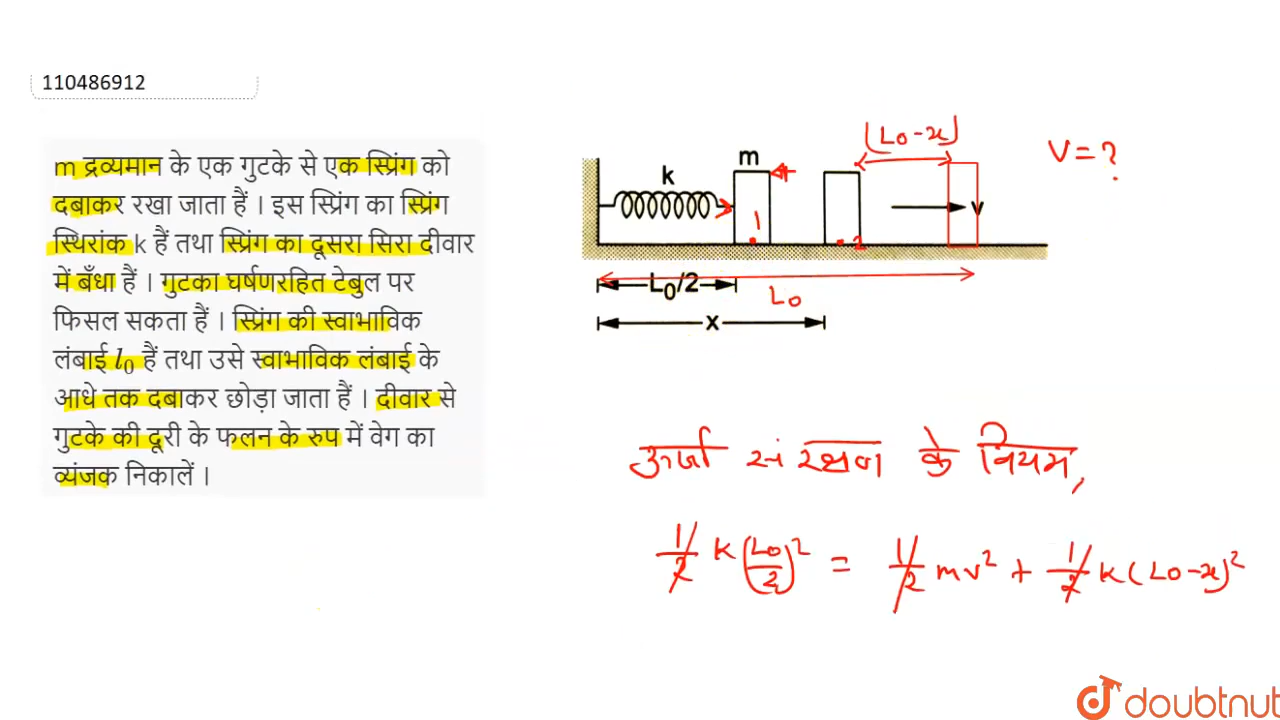 110486912
m द्रव्यमान के एक गुटके से एक स्प्रिंग को
दबाकर रखा जाता हैं । इस स्प्रिंग का स्प्रिंग
स्थिरांक k हैं तथा स्प्रिंग का दूसरा सिरा दीवार
में बँधा हैं । गुटका घर्षणरहित टेबुल पर
फिसल सकता हैं । स्प्रिंग की स्वाभाविक
लंबाई l₀ हैं तथा उसे स्वाभाविक लंबाई के
आधे तक दबाकर छोड़ा जाता हैं । दीवार से
गुटके की दूरी के फलन के रुप में वेग का
व्यंजक निकालें ।
(L₀-x)
V=?
m
k
1
2
v
L₀/2
L₀
x
ऊर्जा संरक्षण के नियम,
1/2 K(L₀/2)² = 1/2 mv² + 1/2 K(L₀-x)²
doubtnut